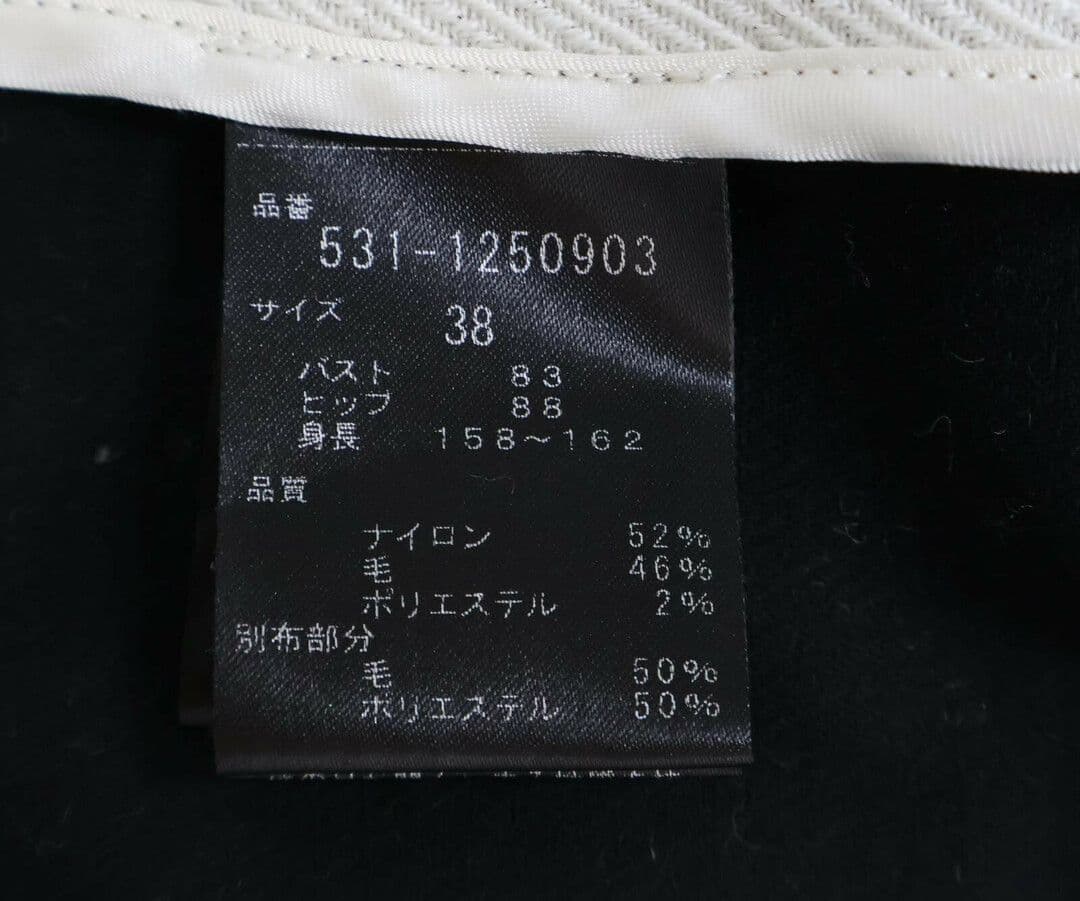 品番
531-1250903
サイズ 38
バスト 83
ヒップ 88
身長 158～162
品質
ナイロン 52%
毛 46%
ポリエステル 2%
別布部分
毛 50%
ポリエステル 50%